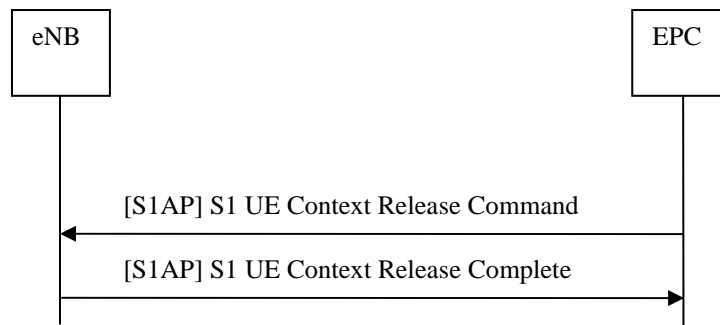 eNB
EPC
[S1AP] S1 UE Context Release Command
[S1AP] S1 UE Context Release Complete